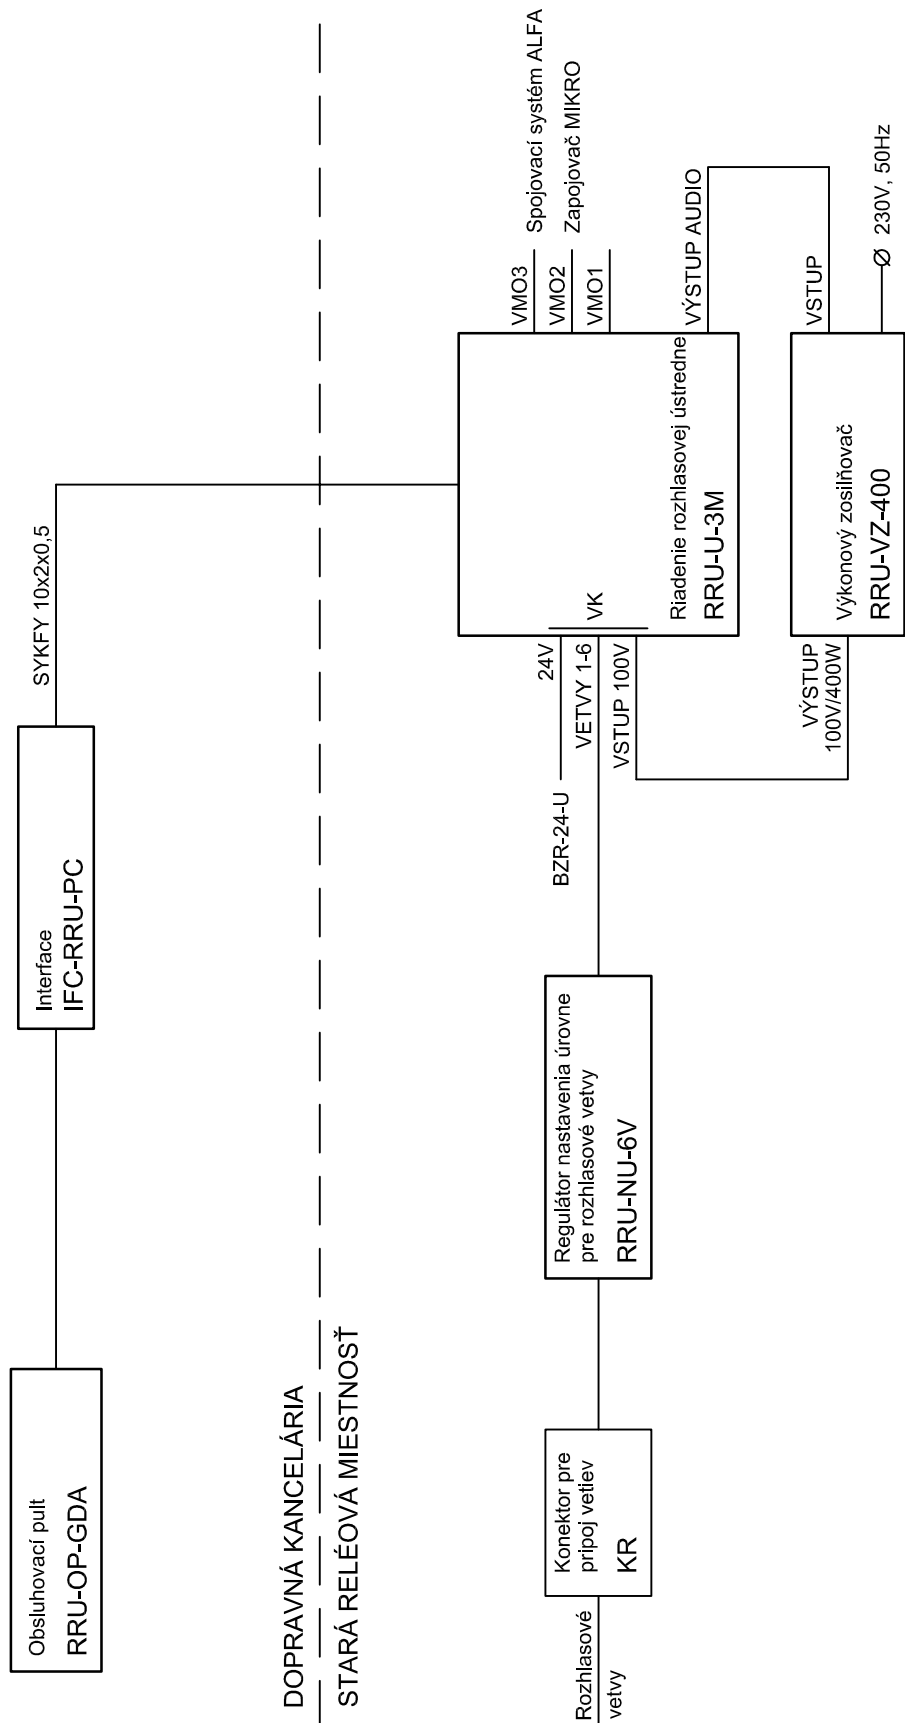 Obsluhovací pult
RRU-OP-GDA
Interface
IFC-RRU-PC
SYKFY 10x2x0,5
DOPRAVNÁ KANCELÁRIA
STARÁ RELÉOVÁ MIESTNOSŤ
Rozhlasové
vetvy
Konektor pre
pripoj vetiev
KR
Regulátor nastavenia úrovne
pre rozhlasové vetvy
RRU-NU-6V
BZR-24-U
24V
VETVY 1-6
VSTUP 100V
VK
Riadenie rozhlasovej ústredne
RRU-U-3M
VMO3
VMO2
VMO1
Spojovací systém ALFA
Zapojovač MIKRO
VÝSTUP AUDIO
VSTUP
VÝSTUP
100V/400W
Výkonový zosilňovač
RRU-VZ-400
230V, 50Hz